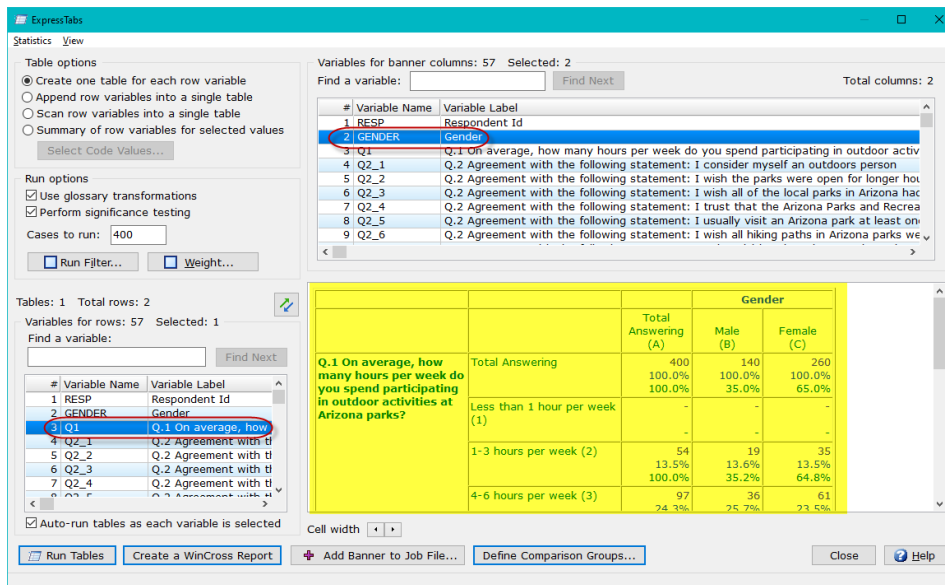 ExpressTabs
Statistics View
Table options
Create one table for each row variable
Append row variables into a single table
Scan row variables into a single table
Summary of row variables for selected values
Select Code Values...
Run options
Use glossary transformations
Perform significance testing
Cases to run: 400
Run Filter... Weight...
Variables for banner columns: 57 Selected: 2
Find a variable: Find Next Total columns: 2
# Variable Name Variable Label
1 RESP Respondent Id
2 GENDER Gender
3 Q1 Q.1 On average, how many hours per week do you spend participating in outdoor activ
4 Q2_1 Q.2 Agreement with the following statement: I consider myself an outdoors person
5 Q2_2 Q.2 Agreement with the following statement: I wish the parks were open for longer hou
6 Q2_3 Q.2 Agreement with the following statement: I wish all of the local parks in Arizona had
7 Q2_4 Q.2 Agreement with the following statement: I trust that the Arizona Parks and Recrea
8 Q2_5 Q.2 Agreement with the following statement: I usually visit an Arizona park at least on
9 Q2_6 Q.2 Agreement with the following statement: I wish all hiking paths in Arizona parks we
Tables: 1 Total rows: 2
Variables for rows: 57 Selected: 1
Find a variable:
Find Next
# Variable Name Variable Label
1 RESP Respondent Id
2 GENDER Gender
3 Q1 Q.1 On average, how
4 Q2_1 Q.2 Agreement with th
5 Q2_2 Q.2 Agreement with th
6 Q2_3 Q.2 Agreement with th
7 Q2_4 Q.2 Agreement with th
8 Q2_5 Q.2 Agreement with th
Auto-run tables as each variable is selected
Gender
Total Answering (A) Male (B) Female (C)
Q.1 On average, how many hours per week do you spend participating in outdoor activities at Arizona parks?
Total Answering 400 140 260
100.0% 100.0% 100.0%
100.0% 35.0% 65.0%
Less than 1 hour per week (1) - - -
- - -
1-3 hours per week (2) 54 19 35
13.5% 13.6% 13.5%
100.0% 35.2% 64.8%
4-6 hours per week (3) 97 36 61
24.3% 25.7% 23.5%
Cell width
Run Tables Create a WinCross Report Add Banner to Job File... Define Comparison Groups... Close Help